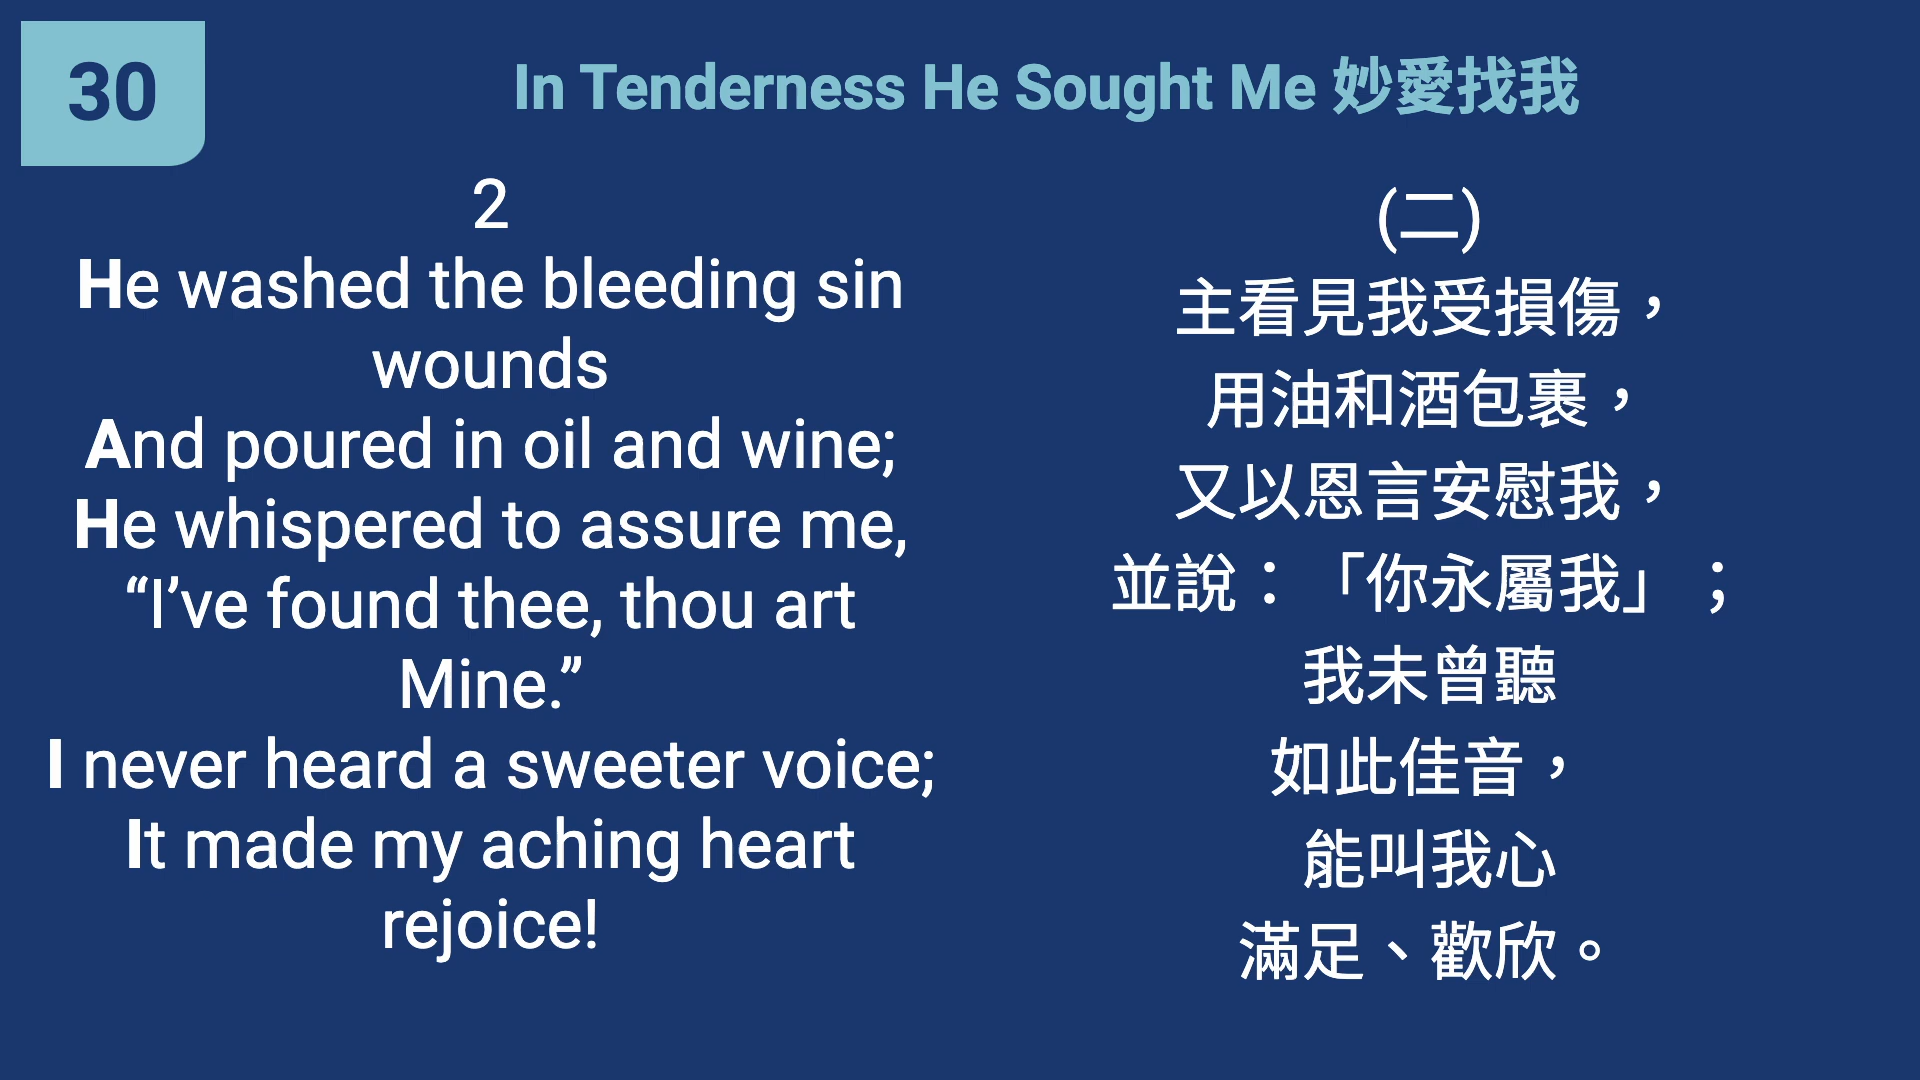 30
In Tenderness He Sought Me 妙愛找我
2
He washed the bleeding sin
wounds
And poured in oil and wine;
He whispered to assure me,
“I’ve found thee, thou art
Mine.”
I never heard a sweeter voice;
It made my aching heart
rejoice!
(二)
主看見我受損傷，
用油和酒包裹，
又以恩言安慰我，
並說：「你永屬我」；
我未曾聽
如此佳音，
能叫我心
滿足、歡欣。